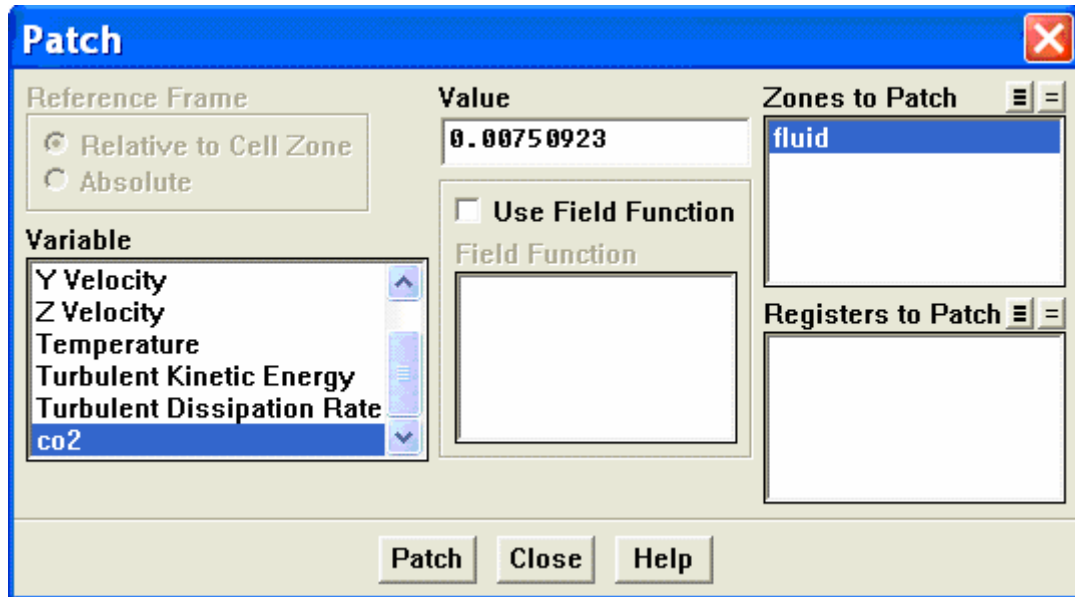 Patch
Reference Frame
Relative to Cell Zone
Absolute
Variable
Y Velocity
Z Velocity
Temperature
Turbulent Kinetic Energy
Turbulent Dissipation Rate
co2
Value
0.00750923
Use Field Function
Field Function
Zones to Patch
fluid
Registers to Patch
Patch Close Help